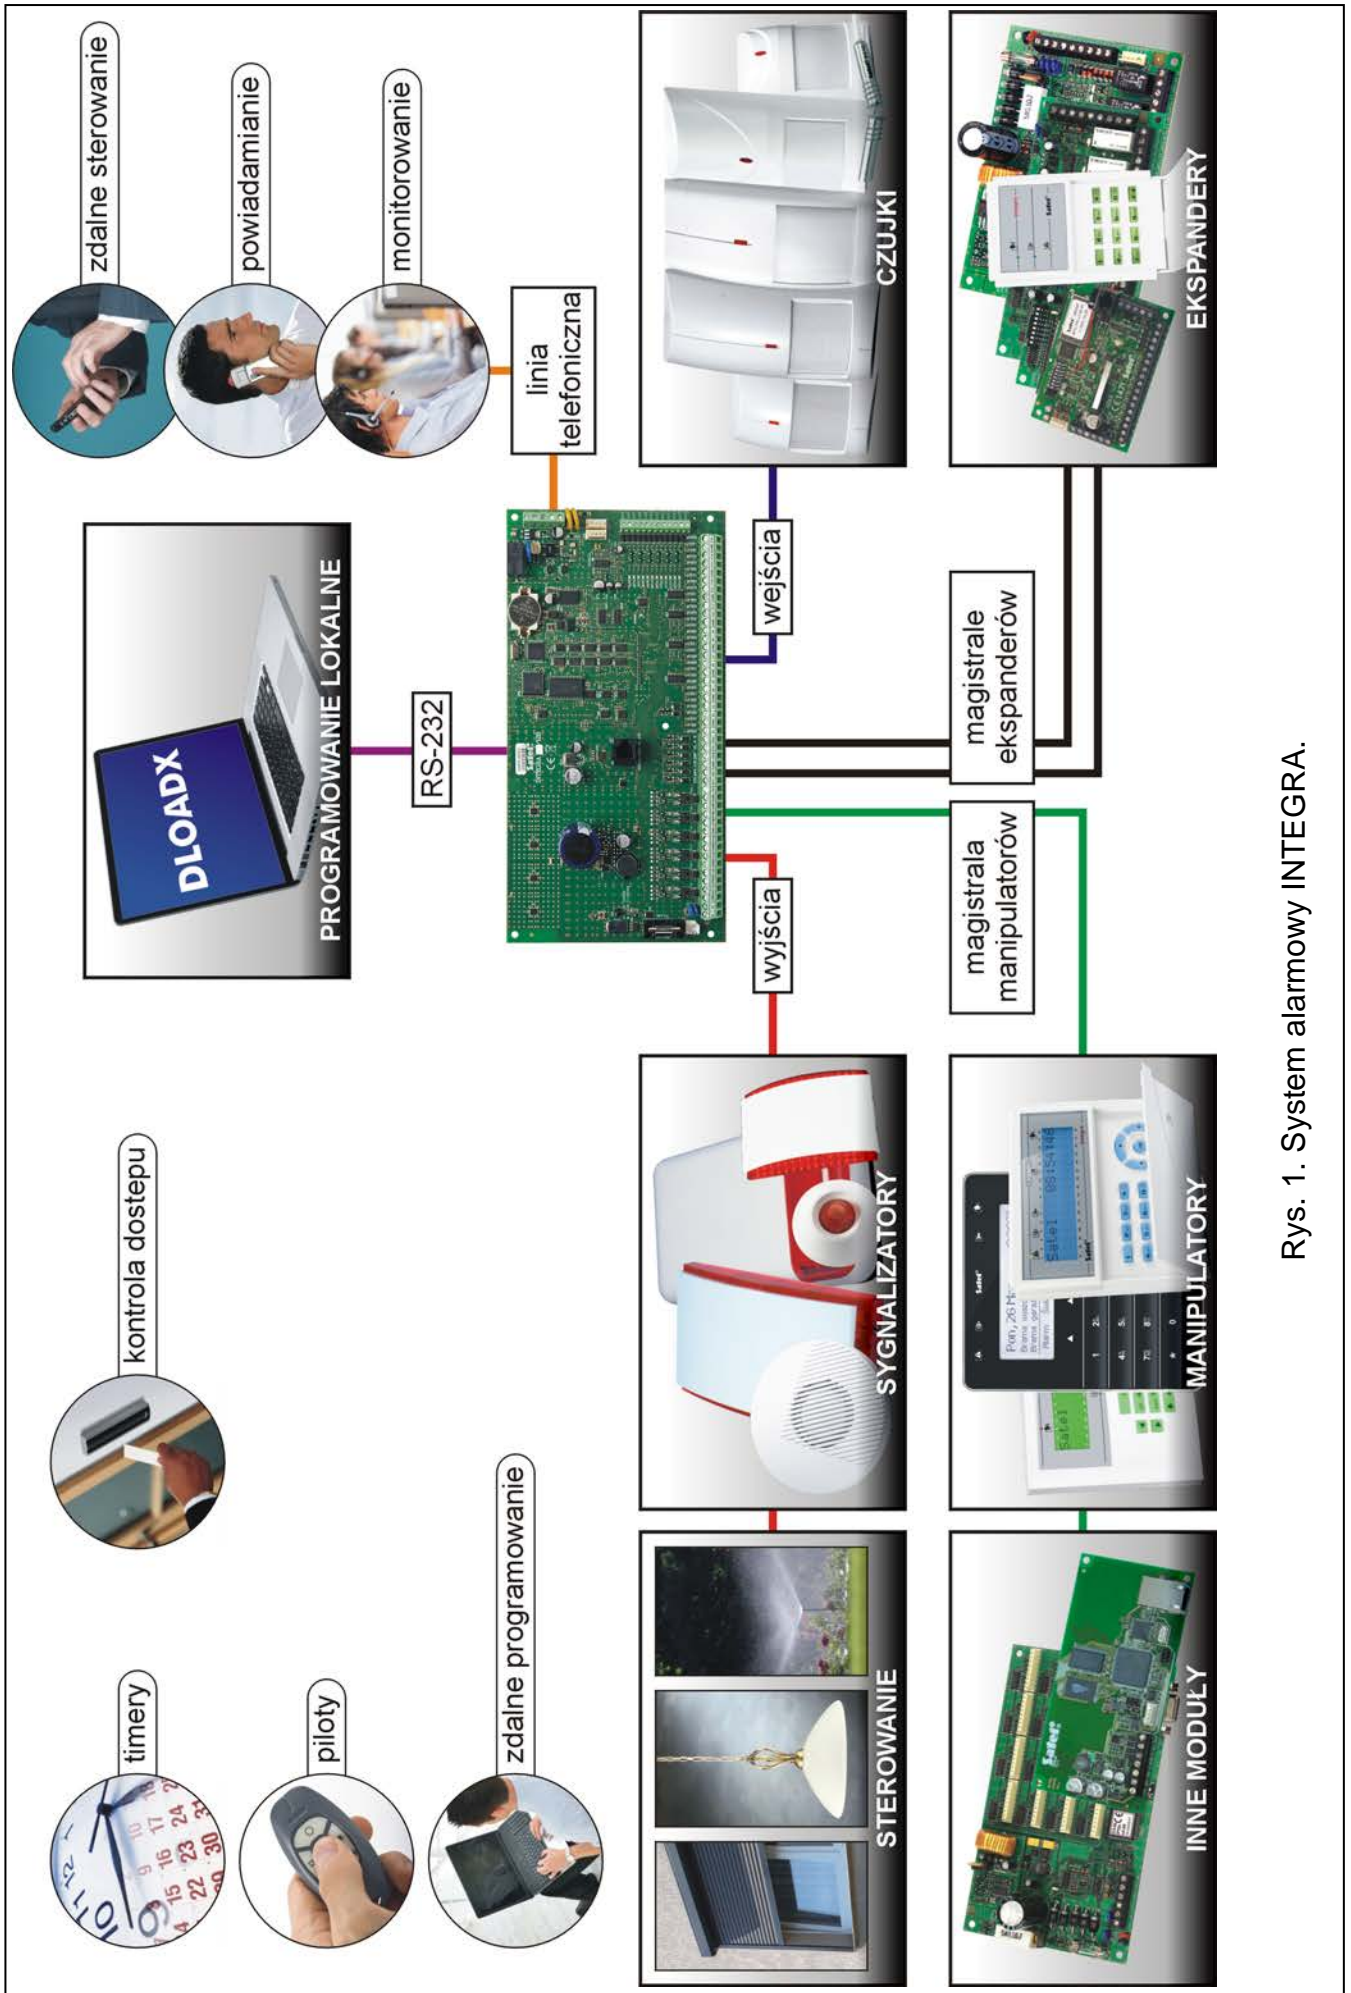 timery
piloty
zdalne programowanie
kontrola dostępu
DLOADX
PROGRAMOWANIE LOKALNE
zdalne sterowanie
powiadamianie
monitorowanie
RS-232
linia
telefoniczna
STEROWANIE
SYGNALIZATORY
wyjścia
wejścia
CZUJKI
INNE MODUŁY
MANIPULATORY
magistrala
manipulatorów
magistrale
ekspanderów
EKSPANDERY
Rys. 1. System alarmowy INTEGRA.